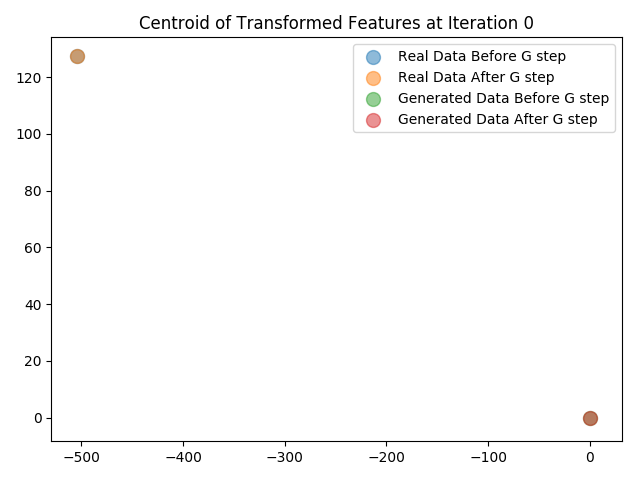 Centroid of Transformed Features at Iteration 0
Real Data Before G step
Real Data After G step
Generated Data Before G step
Generated Data After G step
120
100
80
60
40
20
0
−500
−400
−300
−200
−100
0